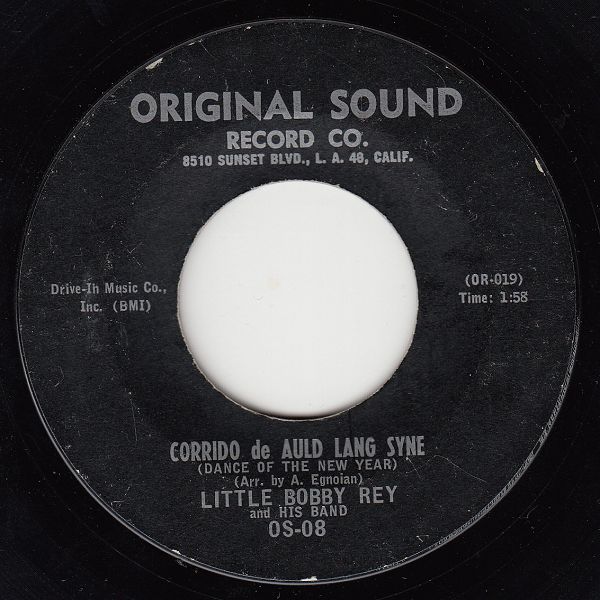 ORIGINAL SOUND
RECORD CO.
8510 SUNSET BLVD., L. A. 48, CALIF.
Drive-In Music Co.,
Inc. (BMI)
(OR-019)
Time: 1:58
CORRIDO de AULD LANG SYNE
(DANCE OF THE NEW YEAR)
(Arr. by A. Egnoian)
LITTLE BOBBY REY
and HIS BAND
OS-08